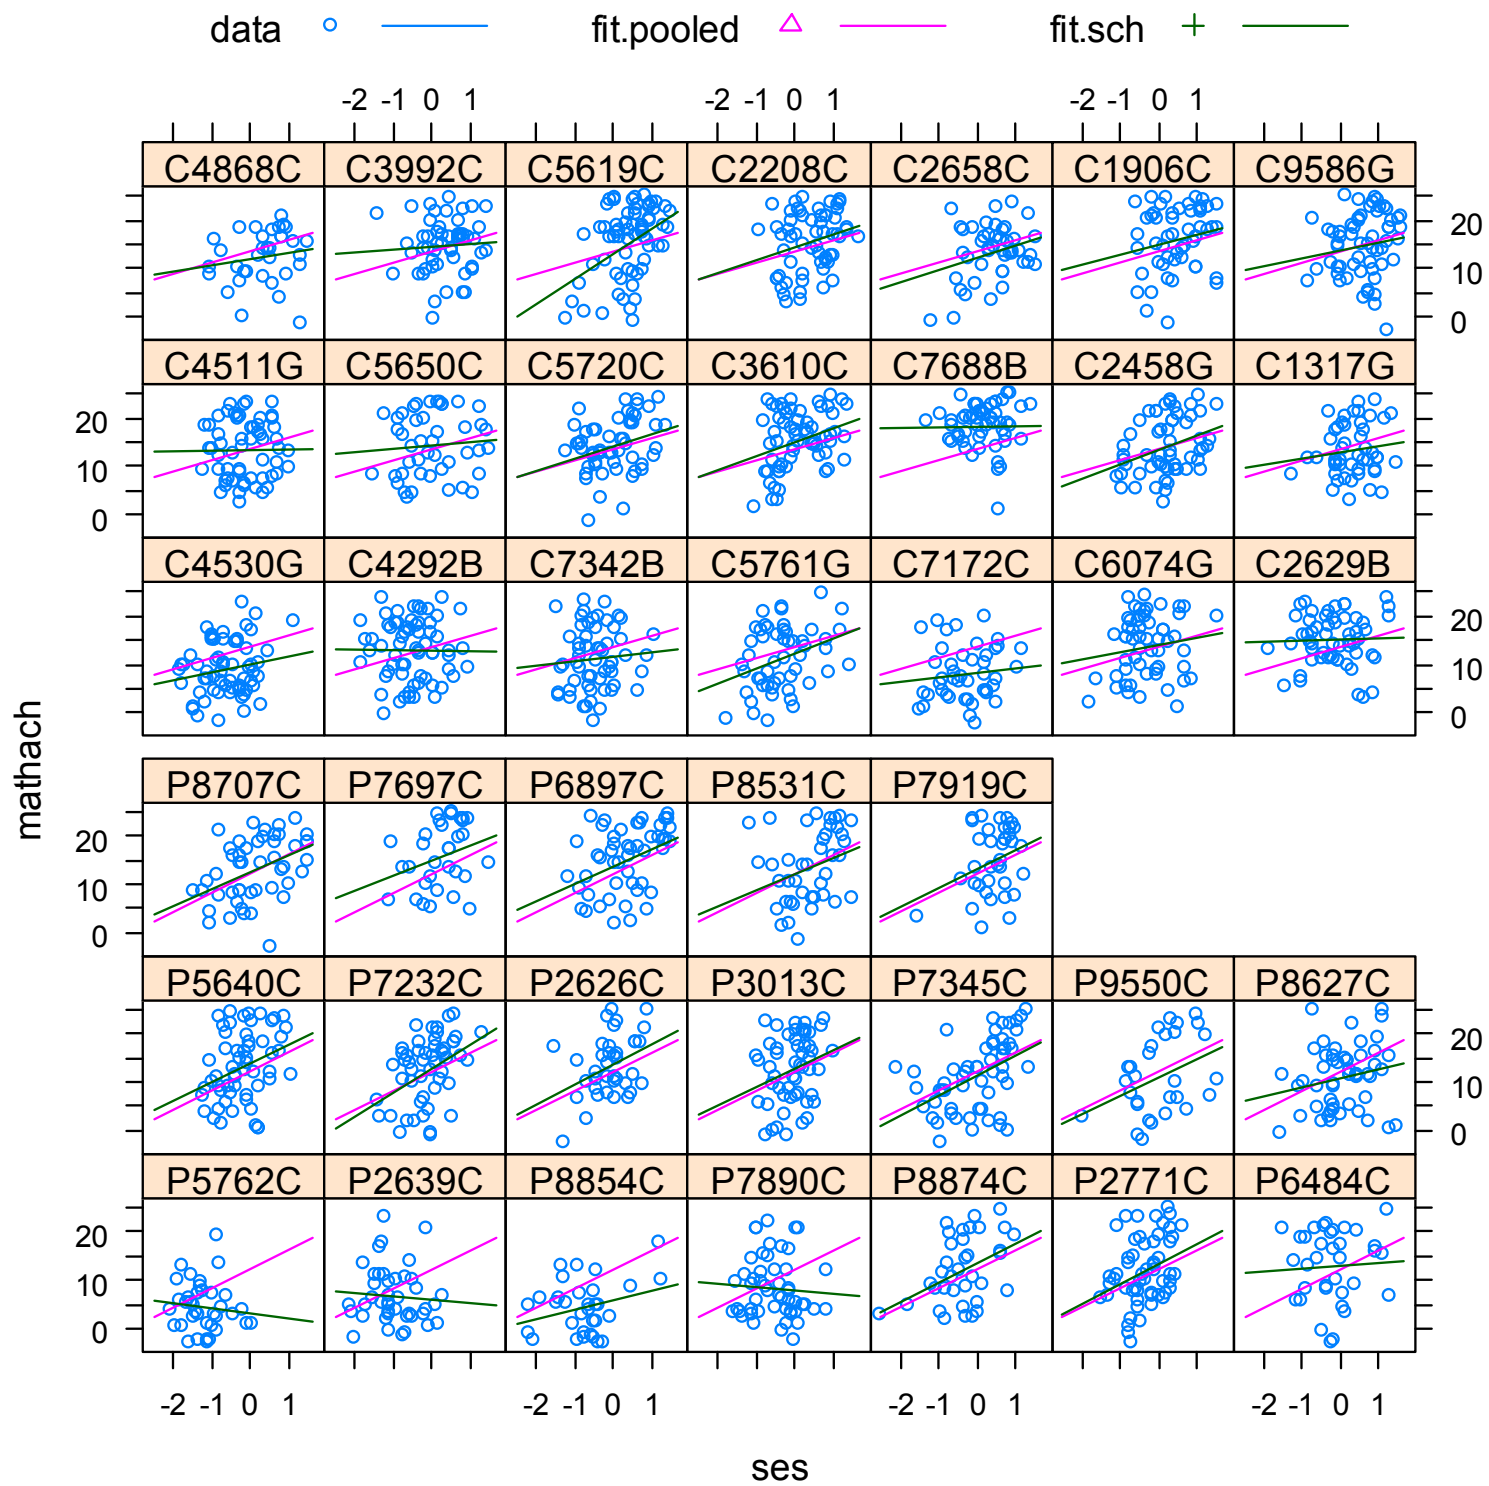 data fit.pooled fit.sch
-2 -1 0 1 -2 -1 0 1 -2 -1 0 1
C4868C C3992C C5619C C2208C C2658C C1906C C9586G
20
10
0
C4511G C5650C C5720C C3610C C7688B C2458G C1317G
20
10
0
C4530G C4292B C7342B C5761G C7172C C6074G C2629B
20
10
0
mathach
P8707C P7697C P6897C P8531C P7919C
20
10
0
P5640C P7232C P2626C P3013C P7345C P9550C P8627C
20
10
0
P5762C P2639C P8854C P7890C P8874C P2771C P6484C
20
10
0
-2 -1 0 1 -2 -1 0 1 -2 -1 0 1 -2 -1 0 1
ses